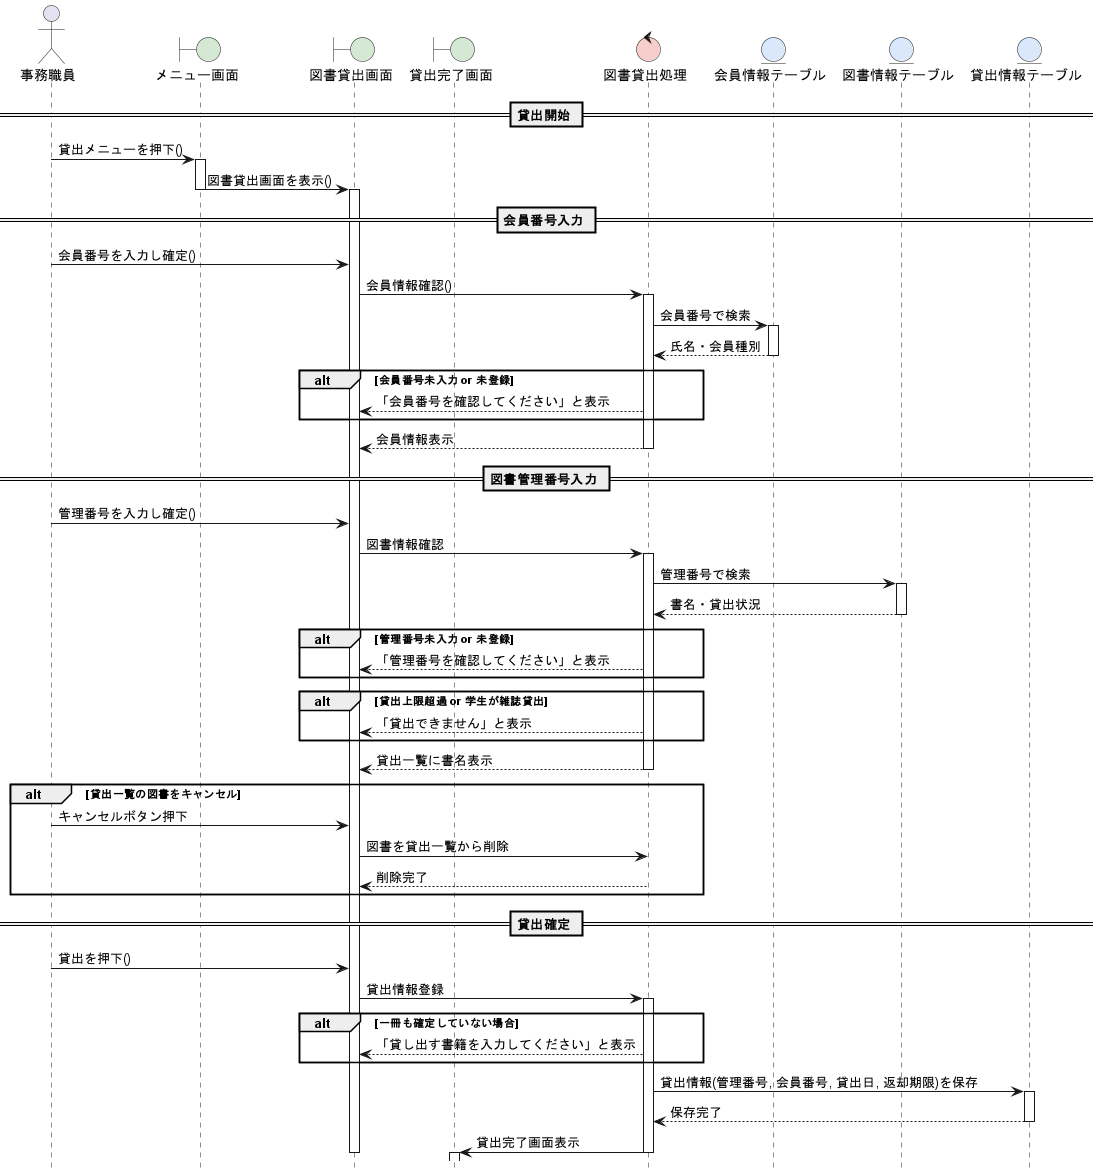 事務職員
メニュー画面
図書貸出画面
貸出完了画面
図書貸出処理
会員情報テーブル
図書情報テーブル
貸出情報テーブル
貸出開始
貸出メニューを押下()
図書貸出画面を表示()
会員番号入力
会員番号を入力し確定()
会員情報確認()
会員番号で検索
氏名・会員種別
alt [会員番号未入力 or 未登録]
「会員番号を確認してください」と表示
会員情報表示
図書管理番号入力
管理番号を入力し確定()
図書情報確認
管理番号で検索
書名・貸出状況
alt [管理番号未入力 or 未登録]
「管理番号を確認してください」と表示
alt [貸出上限超過 or 学生が雑誌貸出]
「貸出できません」と表示
貸出一覧に書名表示
alt [貸出一覧の図書をキャンセル]
キャンセルボタン押下
図書を貸出一覧から削除
削除完了
貸出確定
貸出を押下()
貸出情報登録
alt [一冊も確定していない場合]
「貸し出す書籍を入力してください」と表示
貸出情報(管理番号, 会員番号, 貸出日, 返却期限)を保存
保存完了
貸出完了画面表示